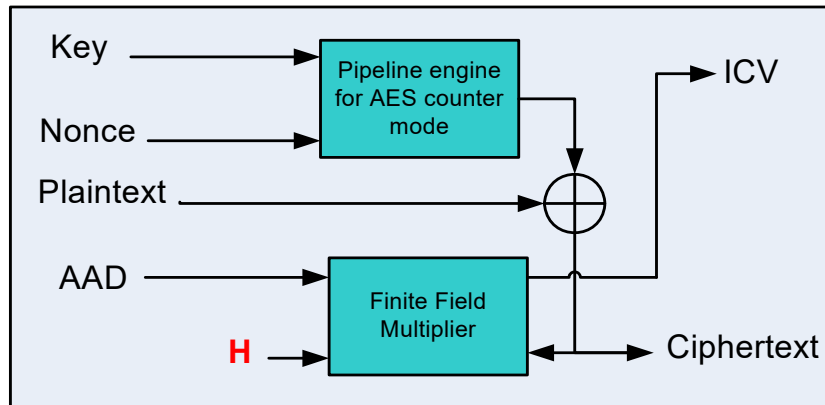 Key
Pipeline engine
for AES counter
mode
ICV
Nonce
Plaintext
AAD
Finite Field
Multiplier
H
Ciphertext